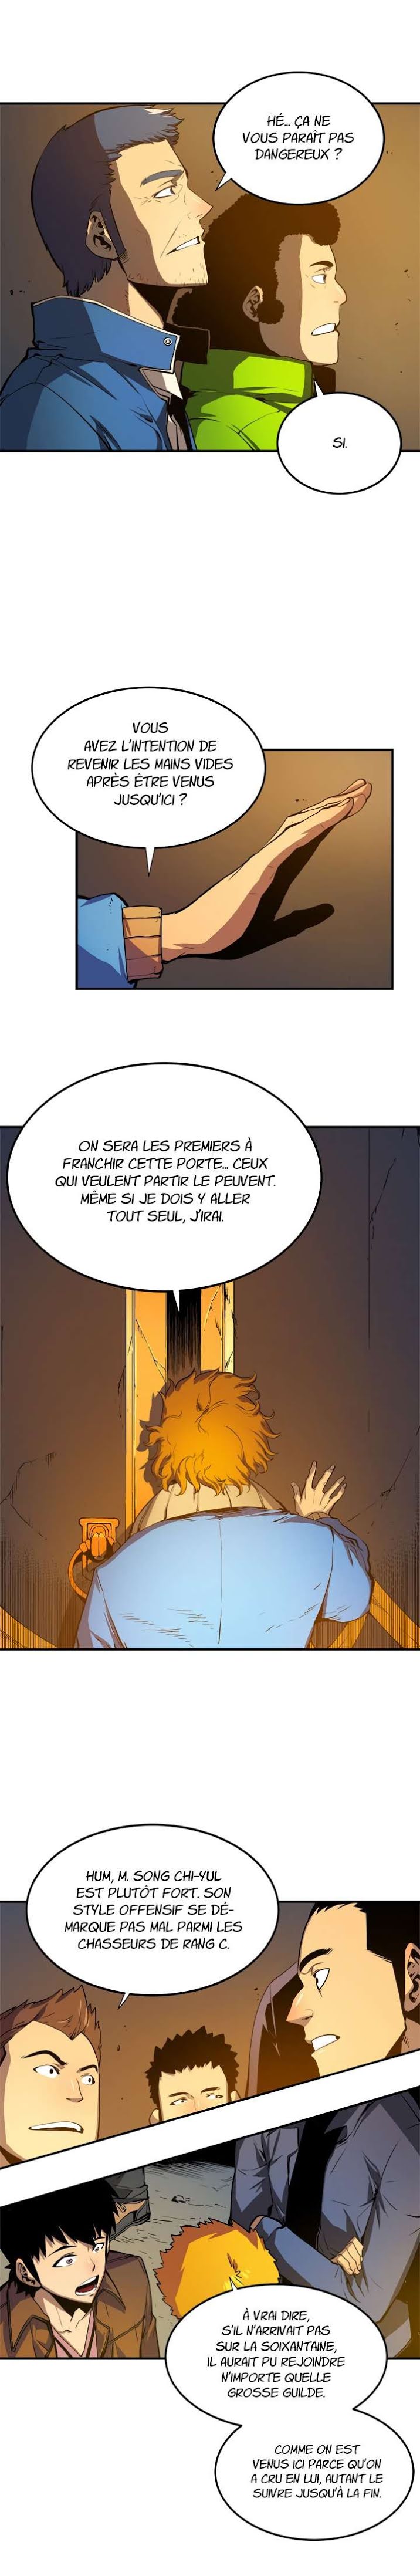 HÉ... ÇA NE
VOUS PARAÎT PAS
DANGEREUX ?
SI.
VOUS
AVEZ L'INTENTION DE
REVENIR LES MAINS VIDES
APRÈS ÊTRE VENUS
JUSQU'ICI ?
ON SERA LES PREMIERS À
FRANCHIR CETTE PORTE... CEUX
QUI VEULENT PARTIR LE PEUVENT.
MÊME SI JE DOIS Y ALLER
TOUT SEUL, J'IRAI.
HUM, M. SONG CHI-YUL
EST PLUTÔT FORT. SON
STYLE OFFENSIF SE DÉ-
MARQUE PAS MAL PARMI LES
CHASSEURS DE RANG C.
À VRAI DIRE,
S'IL N'ARRIVAIT PAS
SUR LA SOIXANTAINE,
IL AURAIT PU REJOINDRE
N'IMPORTE QUELLE
GROSSE GUILDE.
COMME ON EST
VENUS ICI PARCE QU'ON
A CRU EN LUI, AUTANT LE
SUIVRE JUSQU'À LA FIN.